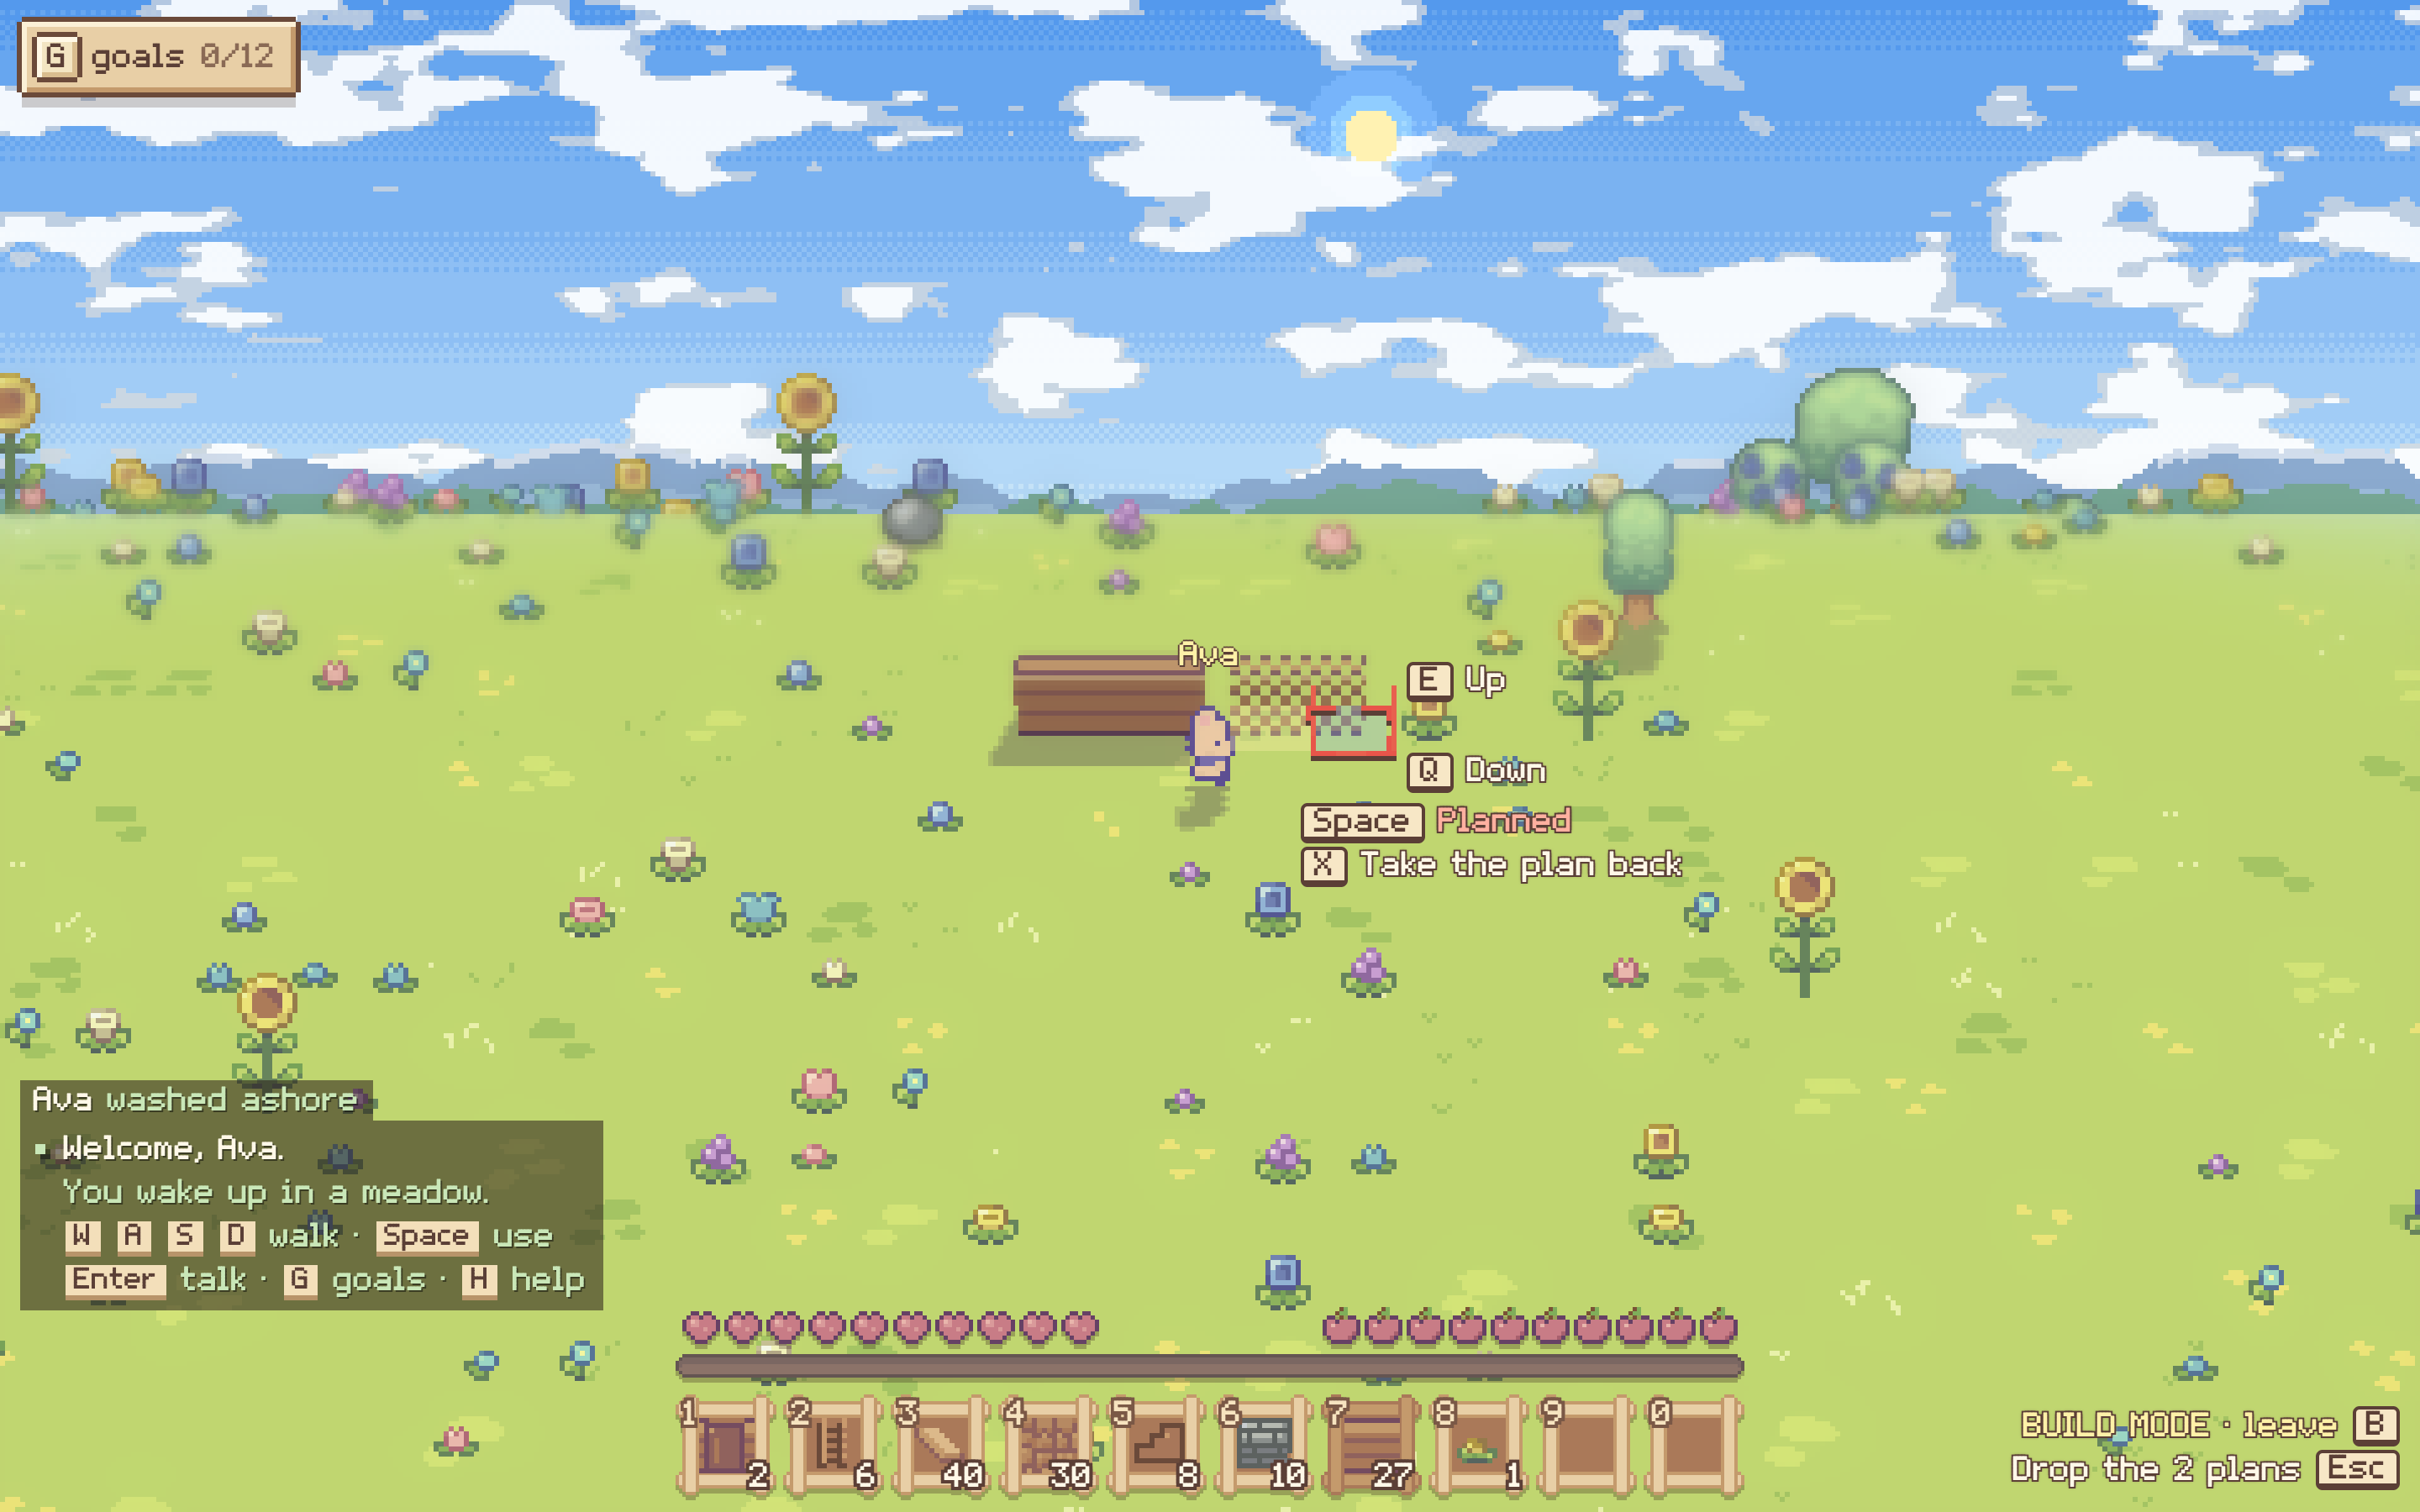 G goals 0/12
Ava
E Up
Q Down
Space Planned
X Take the plan back
Ava washed ashore
Welcome, Ava.
You wake up in a meadow.
W A S D walk · Space use
Enter talk · G goals · H help
1 2 3 4 5 6 7 8 9 0
2 6 40 30 8 10 27 1
BUILD MODE · leave B
Drop the 2 plans Esc